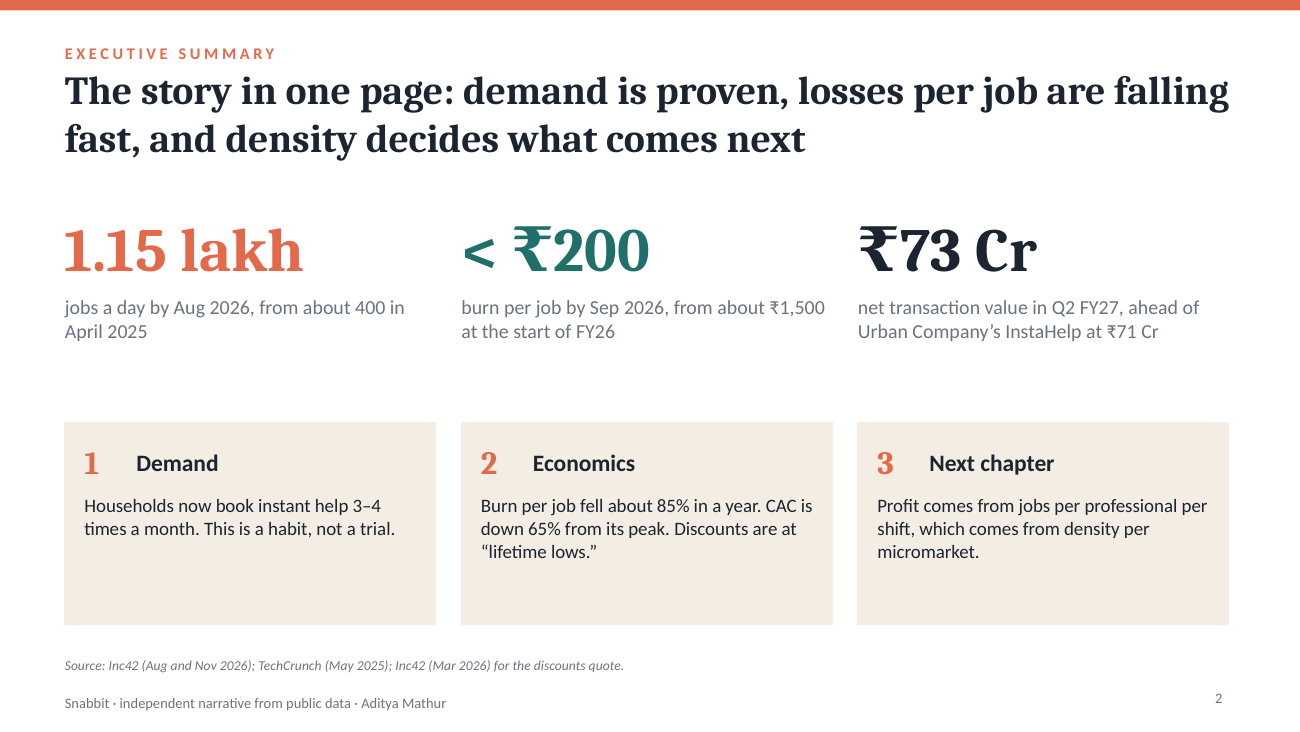 EXECUTIVE SUMMARY
The story in one page: demand is proven, losses per job are falling
fast, and density decides what comes next
1.15 lakh
jobs a day by Aug 2026, from about 400 in
April 2025
< ₹200
burn per job by Sep 2026, from about ₹1,500
at the start of FY26
₹73 Cr
net transaction value in Q2 FY27, ahead of
Urban Company’s InstaHelp at ₹71 Cr
1 Demand
Households now book instant help 3–4
times a month. This is a habit, not a trial.
2 Economics
Burn per job fell about 85% in a year. CAC is
down 65% from its peak. Discounts are at
“lifetime lows.”
3 Next chapter
Profit comes from jobs per professional per
shift, which comes from density per
micromarket.
Source: Inc42 (Aug and Nov 2026); TechCrunch (May 2025); Inc42 (Mar 2026) for the discounts quote.
Snabbit · independent narrative from public data · Aditya Mathur
2